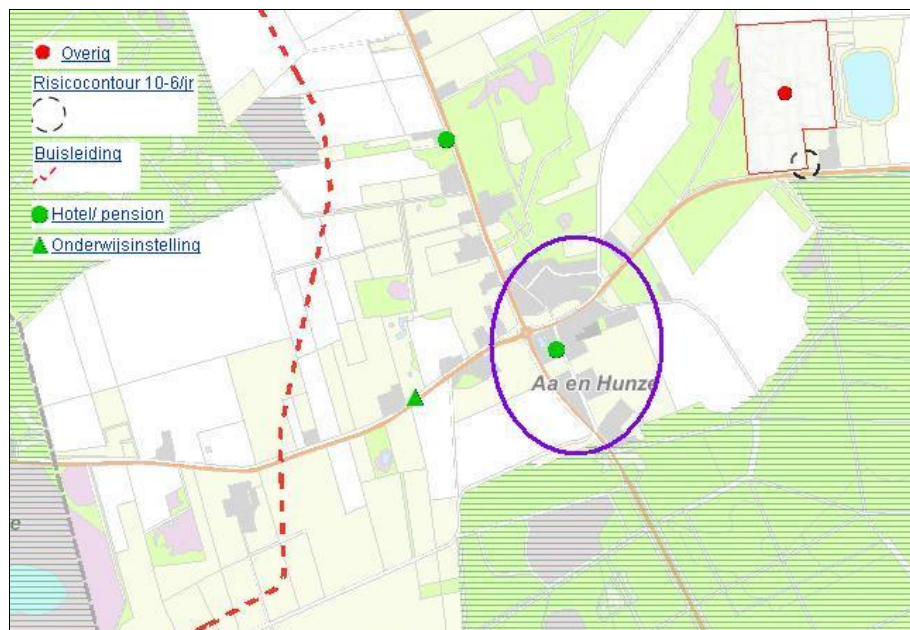 Overig
Risicocontour 10-6/jr
Buisleiding
Hotel/ pension
Onderwijsinstelling
Aa en Hunze
e